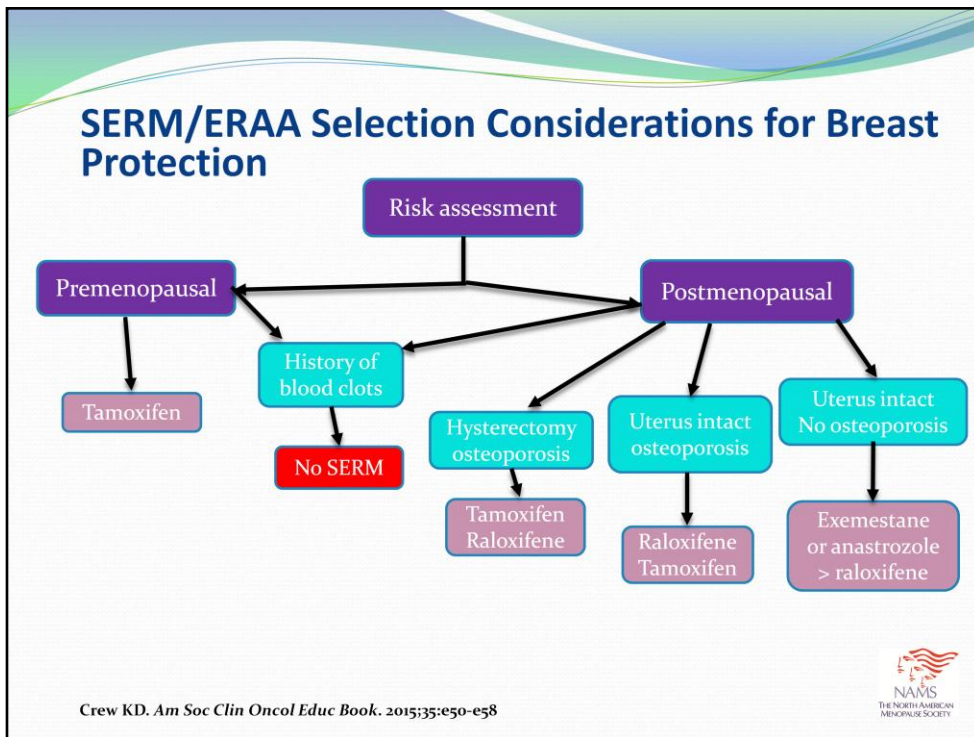 SERM/ERAA Selection Considerations for Breast
Protection
Risk assessment
Premenopausal
Postmenopausal
History of
blood clots
Tamoxifen
No SERM
Hysterectomy
osteoporosis
Uterus intact
osteoporosis
Uterus intact
No osteoporosis
Tamoxifen
Raloxifene
Raloxifene
Tamoxifen
Exemestane
or anastrozole
> raloxifene
Crew KD. Am Soc Clin Oncol Educ Book. 2015;35:e50-e58
NAMS
THE NORTH AMERICAN
MENOPAUSE SOCIETY